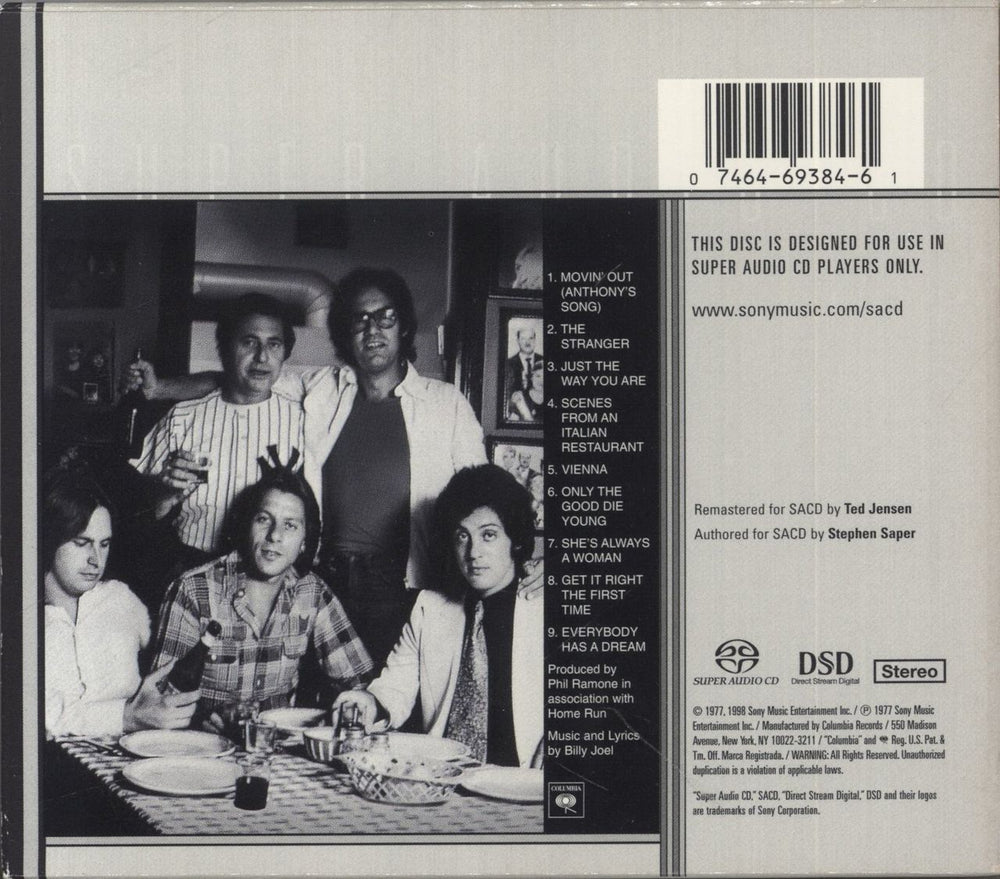 0 7464-69384-6 1
THIS DISC IS DESIGNED FOR USE IN
SUPER AUDIO CD PLAYERS ONLY.
www.sonymusic.com/sacd
1. MOVIN' OUT
(ANTHONY'S
SONG)
2. THE
STRANGER
3. JUST THE
WAY YOU ARE
4. SCENES
FROM AN
ITALIAN
RESTAURANT
5. VIENNA
6. ONLY THE
GOOD DIE
YOUNG
7. SHE'S ALWAYS
A WOMAN
8. GET IT RIGHT
THE FIRST
TIME
9. EVERYBODY
HAS A DREAM
Produced by
Phil Ramone in
association with
Home Run
Music and Lyrics
by Billy Joel
COLUMBIA
Remastered for SACD by Ted Jensen
Authored for SACD by Stephen Saper
SUPER AUDIO CD
DSD
Direct Stream Digital
Stereo
© 1977, 1998 Sony Music Entertainment Inc. / ℗ 1977 Sony Music
Entertainment Inc. / Manufactured by Columbia Records / 550 Madison
Avenue, New York, NY 10022-3211 / "Columbia" and Reg. U.S. Pat. &
Tm. Off. Marca Registrada. / WARNING: All Rights Reserved. Unauthorized
duplication is a violation of applicable laws.
"Super Audio CD," SACD, "Direct Stream Digital," DSD and their logos
are trademarks of Sony Corporation.